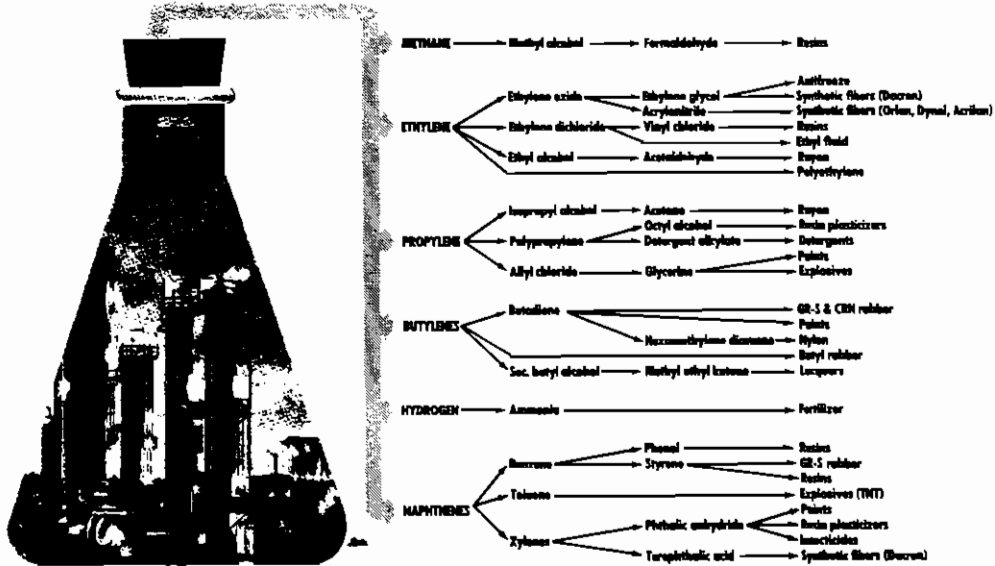 METHANE Methyl alcohol Formaldehyde Resins
Antifreeze
Ethylene oxide Ethylene glycol Synthetic fibers (Dacron)
Acrylonitrile Synthetic fibers (Orlon, Dynel, Acrilan)
ETHYLENE Ethylene dichloride Vinyl chloride Resins
Ethyl fluid
Ethyl alcohol Acetaldehyde Rayon
Polyethylene
Isopropyl alcohol Acetone Rayon
Octyl alcohol Resin plasticizers
PROPYLENE Polypropylene Detergent alkylate Detergents
Paints
Allyl chloride Glycerine Explosives
Butadiene GR-S & CRN rubber
BUTYLENES Paints
Hexamethylene diamine Nylon
Butyl rubber
Sec. butyl alcohol Methyl ethyl ketone Lacquers
HYDROGEN Ammonia Fertilizer
Phenol Resins
Benzene Styrene GR-S rubber
Resins
Toluene Explosives (TNT)
NAPHTHENES Paints
Phthalic anhydride Resin plasticizers
Xylenes Insecticides
Terephthalic acid Synthetic fibers (Dacron)